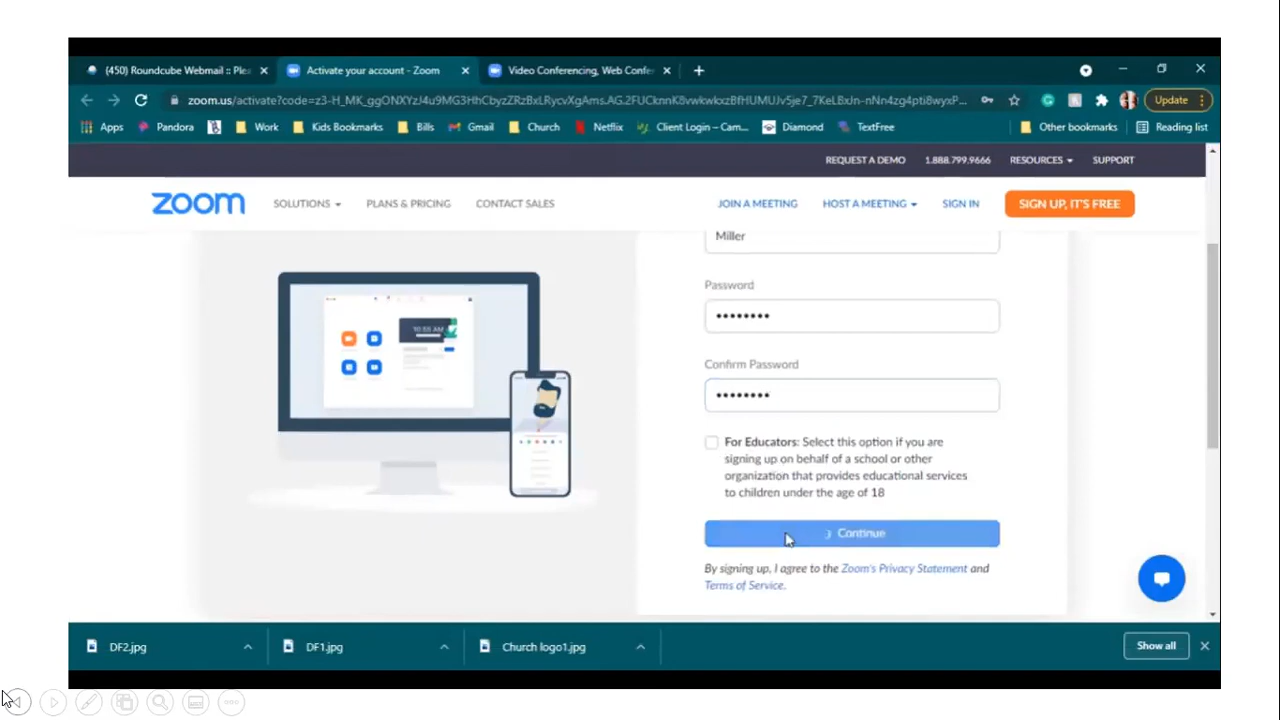 (450) Roundcube Webmail :: Plea
Activate your account - Zoom
Video Conferencing, Web Confe
Update
Apps
Pandora
Work
Kids Bookmarks
Bills
Gmail
Church
Netflix
Client Login – Cam...
Diamond
TextFree
Other bookmarks
Reading list
REQUEST A DEMO 1.888.799.9666 RESOURCES SUPPORT
zoom SOLUTIONS PLANS & PRICING CONTACT SALES JOIN A MEETING HOST A MEETING SIGN IN SIGN UP, IT'S FREE
Miller
10:55 AM
Password
••••••••
Confirm Password
••••••••
For Educators: Select this option if you are
signing up on behalf of a school or other
organization that provides educational services
to children under the age of 18
Continue
By signing up, I agree to the Zoom's Privacy Statement and
Terms of Service.
DF2.jpg
DF1.jpg
Church logo1.jpg
Show all